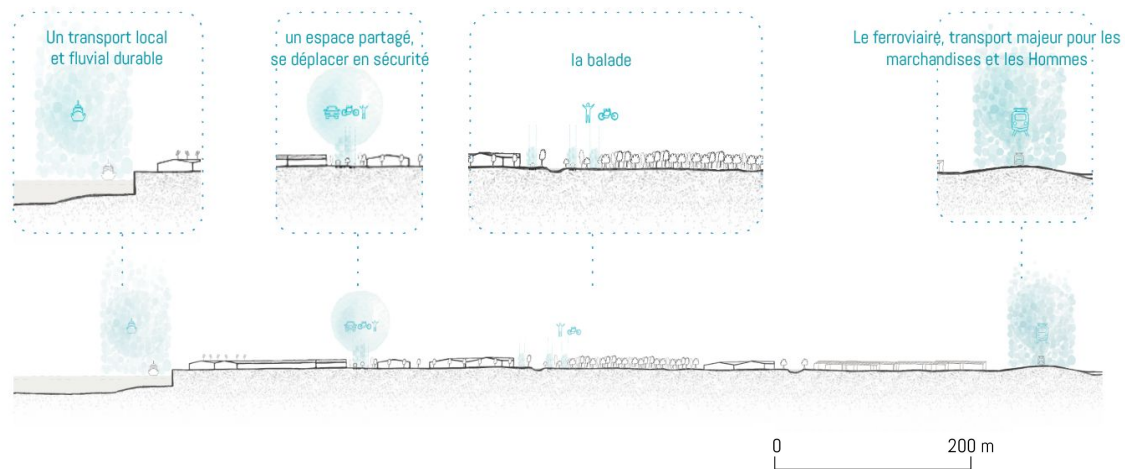 Un transport local
et fluvial durable
un espace partagé,
se déplacer en sécurité
la balade
Le ferroviaire, transport majeur pour les
marchandises et les Hommes
0
200 m